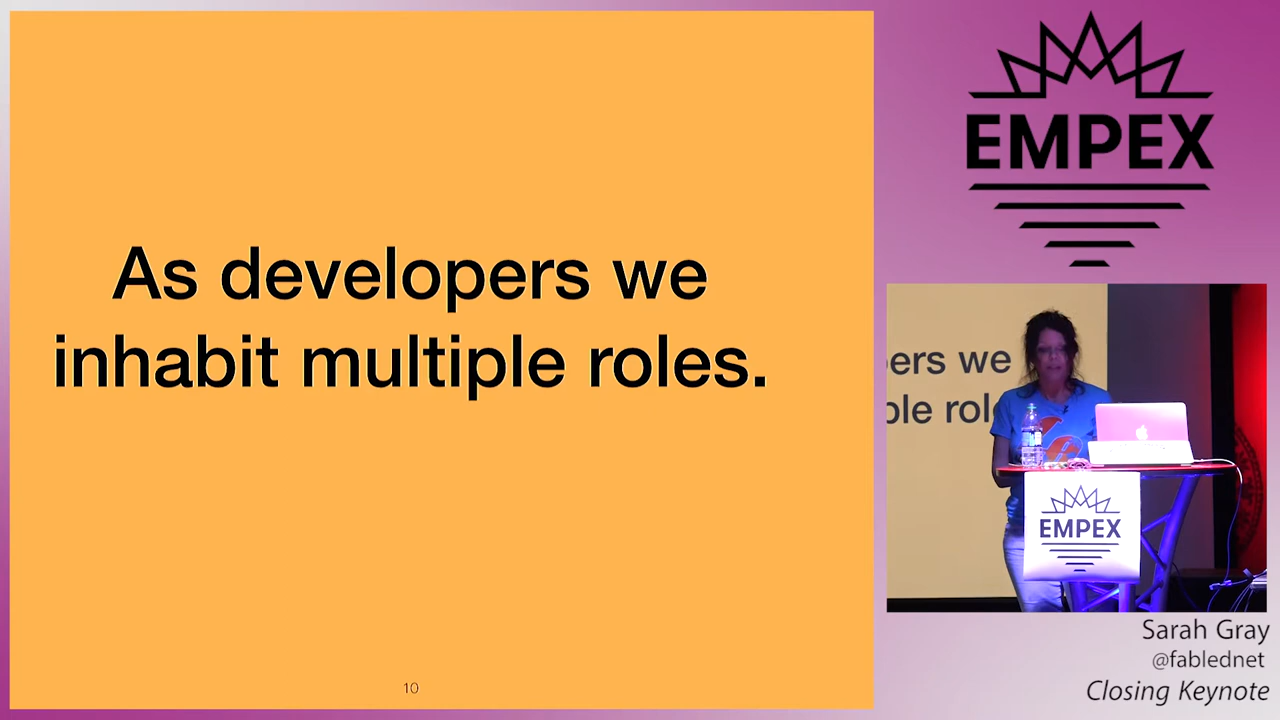 As developers we
inhabit multiple roles.
10
EMPEX
ers we
ple rol
EMPEX
Sarah Gray
@fablednet
Closing Keynote